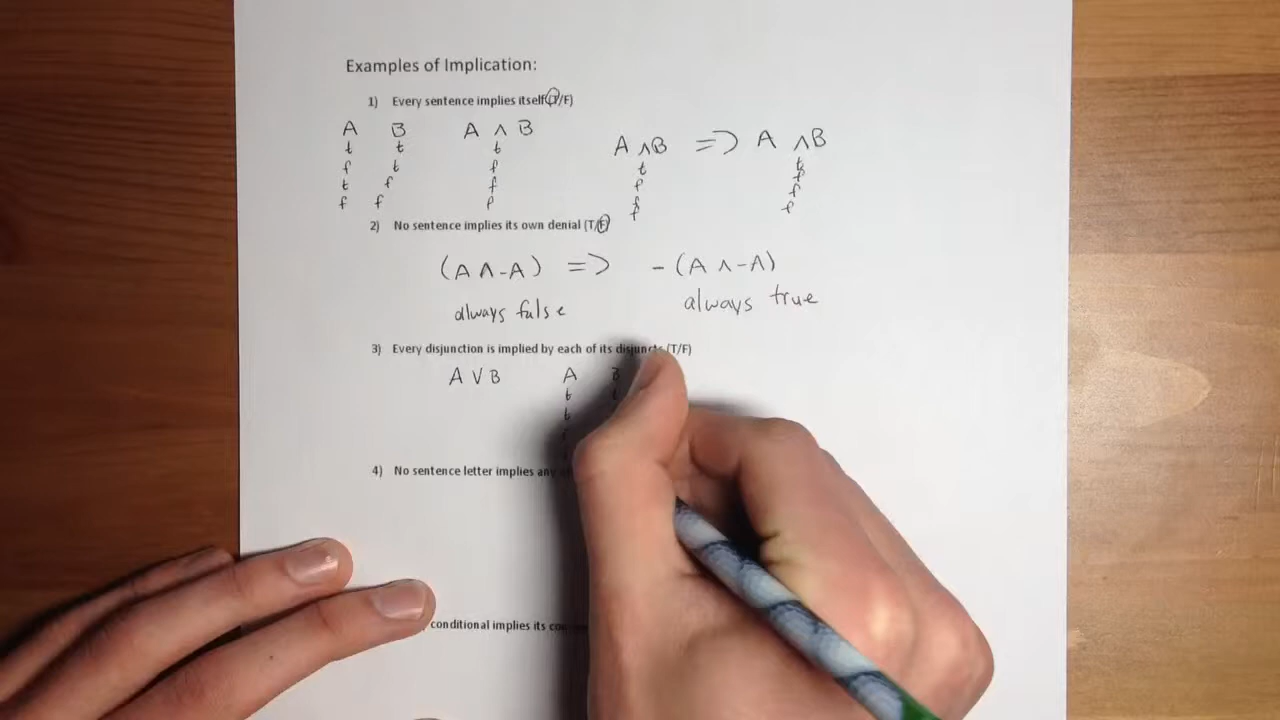 Examples of Implication:
1) Every sentence implies itself (T/F)
A B A ∧ B
A ∧B => A ∧B
t t t t t
f t f f f
t f f f f
f f f f f
2) No sentence implies its own denial (T/F)
(A ∧ -A) => -(A ∧ -A)
always false always true
3) Every disjunction is implied by each of its disjuncts (T/F)
A V B A B
t t
t
4) No sentence letter implies any
conditional implies its